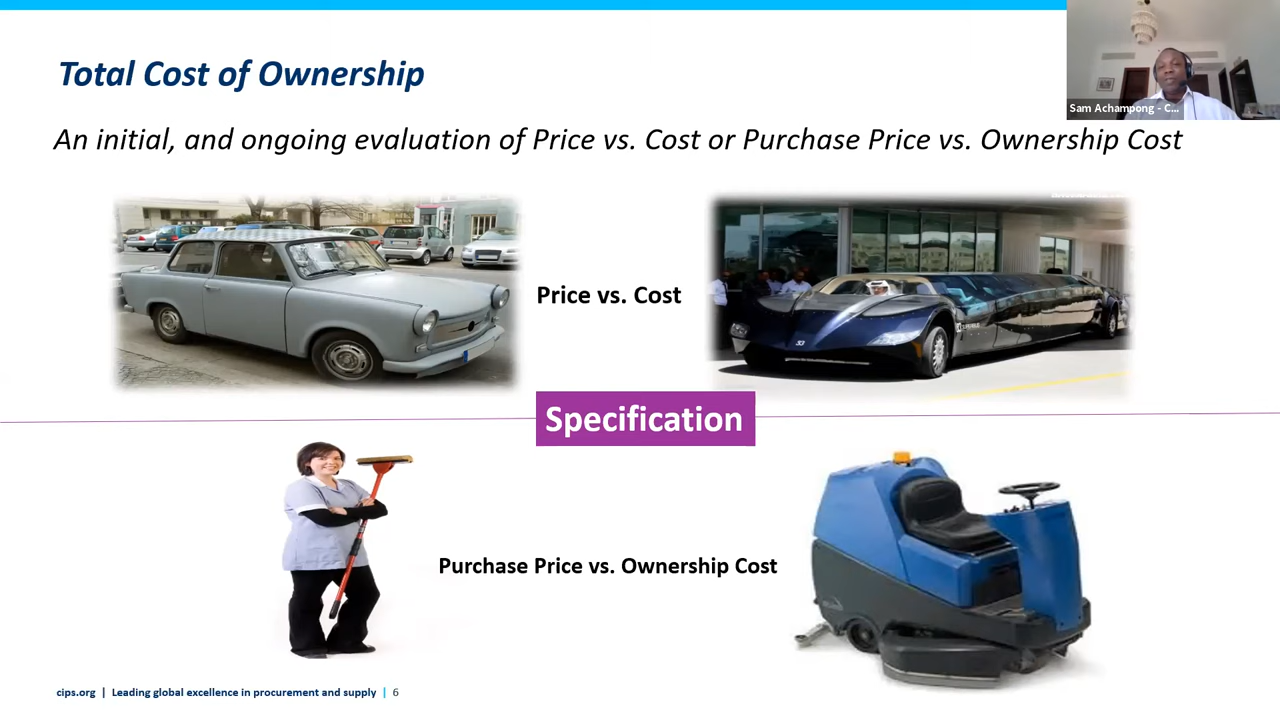 Total Cost of Ownership
Sam Achampong - C...
An initial, and ongoing evaluation of Price vs. Cost or Purchase Price vs. Ownership Cost
Price vs. Cost
Specification
Purchase Price vs. Ownership Cost
cips.org | Leading global excellence in procurement and supply | 6